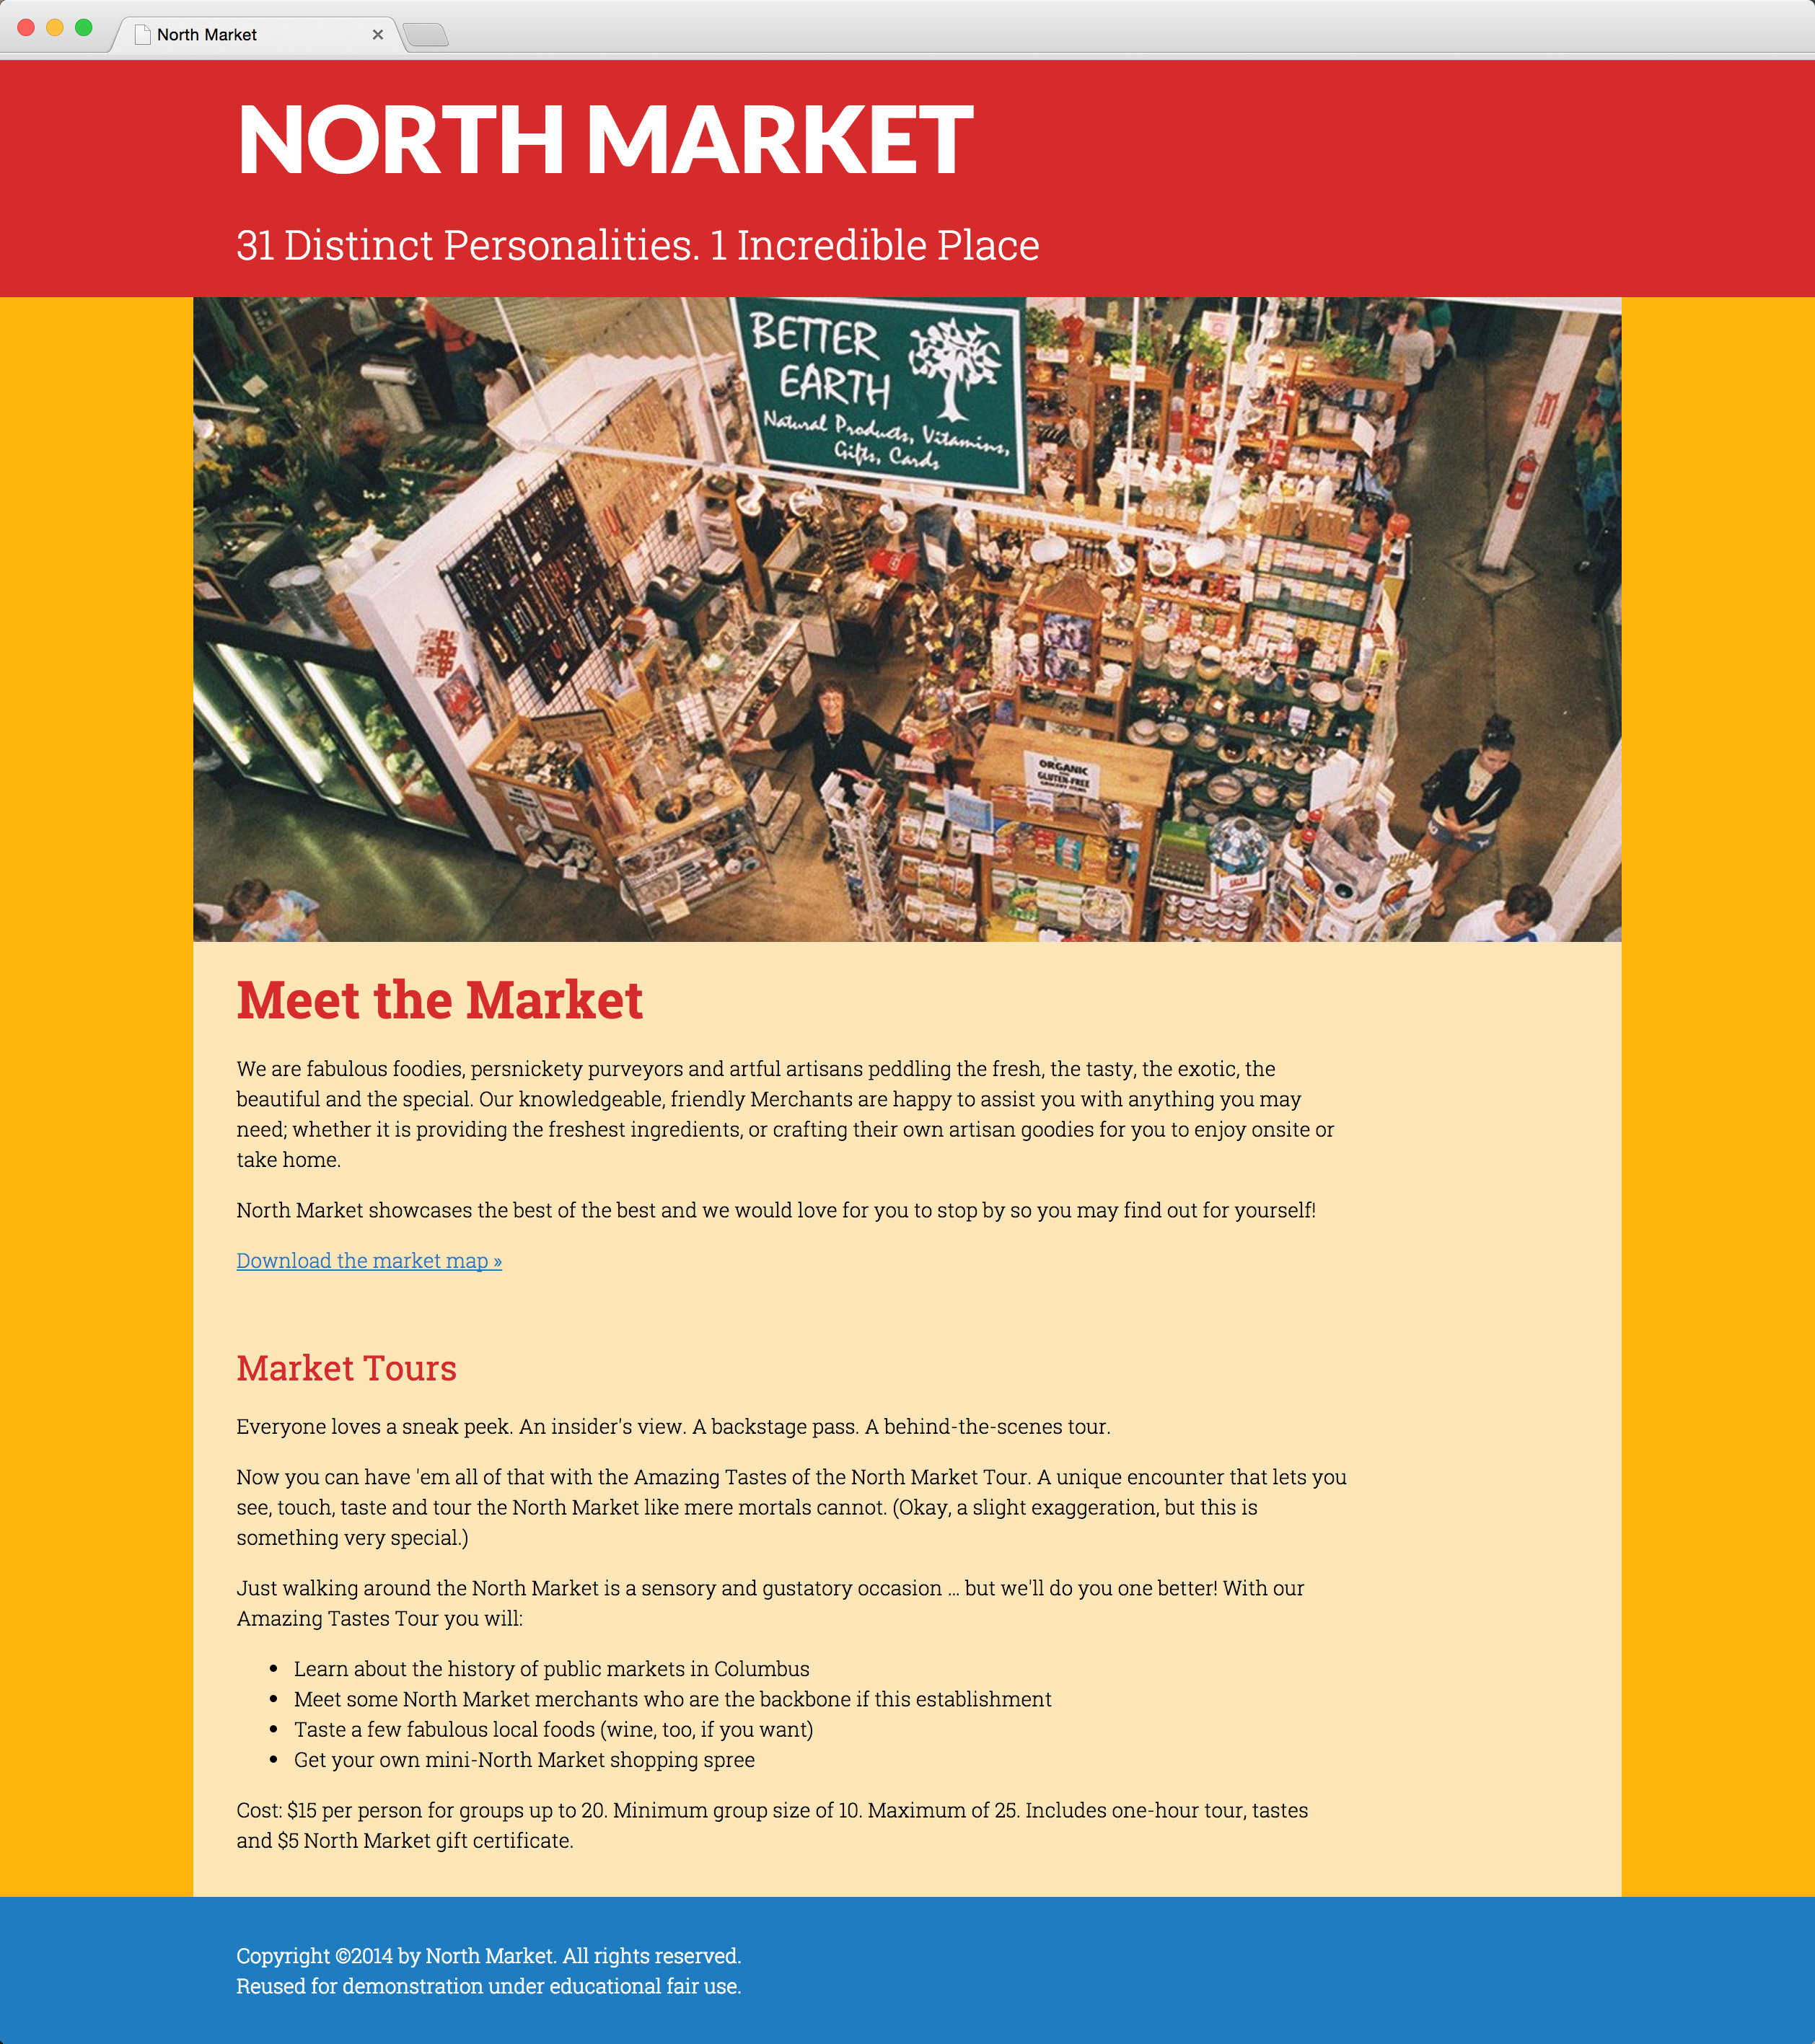 North Market
NORTH MARKET
31 Distinct Personalities. 1 Incredible Place
BETTER
EARTH
Natural Products, Vitamins,
Gifts, Cards
ORGANIC
GLUTEN-FREE
Meet the Market
We are fabulous foodies, persnickety purveyors and artful artisans peddling the fresh, the tasty, the exotic, the
beautiful and the special. Our knowledgeable, friendly Merchants are happy to assist you with anything you may
need; whether it is providing the freshest ingredients, or crafting their own artisan goodies for you to enjoy onsite or
take home.
North Market showcases the best of the best and we would love for you to stop by so you may find out for yourself!
Download the market map »
Market Tours
Everyone loves a sneak peek. An insider's view. A backstage pass. A behind-the-scenes tour.
Now you can have 'em all of that with the Amazing Tastes of the North Market Tour. A unique encounter that lets you
see, touch, taste and tour the North Market like mere mortals cannot. (Okay, a slight exaggeration, but this is
something very special.)
Just walking around the North Market is a sensory and gustatory occasion ... but we'll do you one better! With our
Amazing Tastes Tour you will:
• Learn about the history of public markets in Columbus
• Meet some North Market merchants who are the backbone if this establishment
• Taste a few fabulous local foods (wine, too, if you want)
• Get your own mini-North Market shopping spree
Cost: $15 per person for groups up to 20. Minimum group size of 10. Maximum of 25. Includes one-hour tour, tastes
and $5 North Market gift certificate.
Copyright ©2014 by North Market. All rights reserved.
Reused for demonstration under educational fair use.